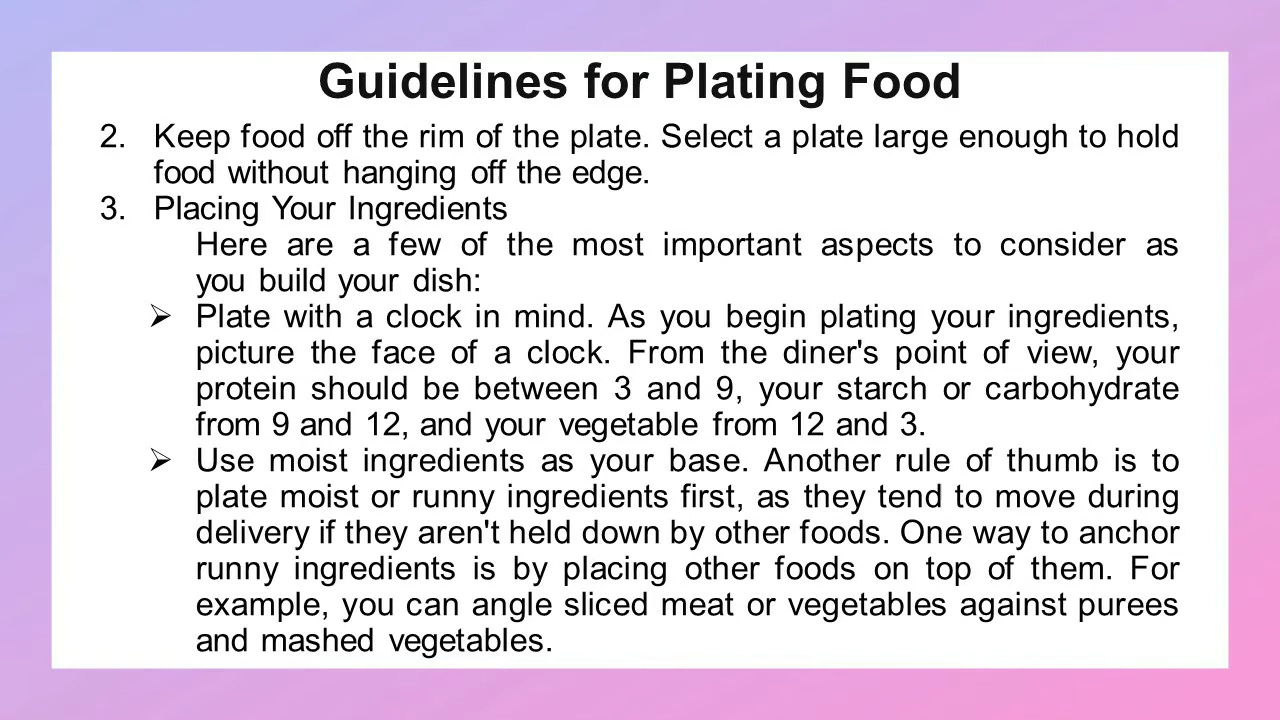 Guidelines for Plating Food
2. Keep food off the rim of the plate. Select a plate large enough to hold
food without hanging off the edge.
3. Placing Your Ingredients
Here are a few of the most important aspects to consider as
you build your dish:
➢ Plate with a clock in mind. As you begin plating your ingredients,
picture the face of a clock. From the diner's point of view, your
protein should be between 3 and 9, your starch or carbohydrate
from 9 and 12, and your vegetable from 12 and 3.
➢ Use moist ingredients as your base. Another rule of thumb is to
plate moist or runny ingredients first, as they tend to move during
delivery if they aren't held down by other foods. One way to anchor
runny ingredients is by placing other foods on top of them. For
example, you can angle sliced meat or vegetables against purees
and mashed vegetables.